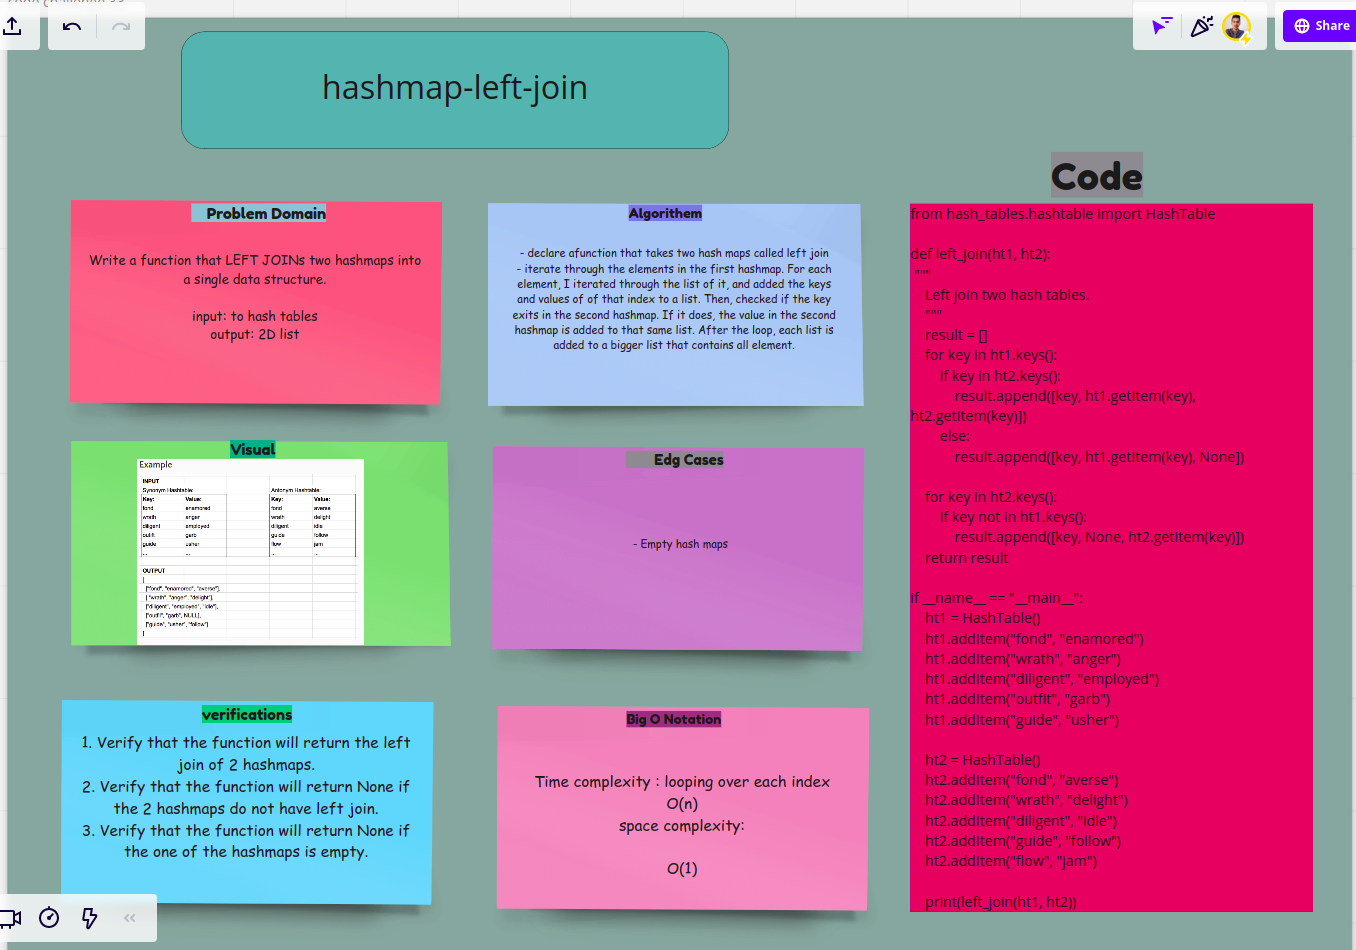 Share
hashmap-left-join
Problem Domain
Write a function that LEFT JOINs two hashmaps into
a single data structure.
input: to hash tables
output: 2D list
Algorithem
- declare afunction that takes two hash maps called left join
- iterate through the elements in the first hashmap. For each
element, I iterated through the list of it, and added the keys
and values of of that index to a list. Then, checked if the key
exits in the second hashmap. If it does, the value in the second
hashmap is added to that same list. After the loop, each list is
added to a bigger list that contains all element.
Visual
Example
INPUT
Synonym Hashtable: Antonym Hashtable:
Key: Value: Key: Value:
fond enamored fond averse
wrath anger wrath delight
diligent employed diligent idle
outfit garb guide follow
guide usher flow jam
... ... ... ...
OUTPUT
[
["fond", "enamored", "averse"],
[ "wrath", "anger", "delight"],
["diligent", "employed", "idle"],
["outfit", "garb", NULL],
["guide", "usher", "follow"]
]
Edg Cases
- Empty hash maps
verifications
1. Verify that the function will return the left
join of 2 hashmaps.
2. Verify that the function will return None if
the 2 hashmaps do not have left join.
3. Verify that the function will return None if
the one of the hashmaps is empty.
Big O Notation
Time complexity : looping over each index
O(n)
space complexity:
O(1)
Code
from hash_tables.hashtable import HashTable
def left_join(ht1, ht2):
"""
Left join two hash tables.
"""
result = []
for key in ht1.keys():
if key in ht2.keys():
result.append([key, ht1.getItem(key),
ht2.getItem(key)])
else:
result.append([key, ht1.getItem(key), None])
for key in ht2.keys():
if key not in ht1.keys():
result.append([key, None, ht2.getItem(key)])
return result
if __name__ == "__main__":
ht1 = HashTable()
ht1.addItem("fond", "enamored")
ht1.addItem("wrath", "anger")
ht1.addItem("diligent", "employed")
ht1.addItem("outfit", "garb")
ht1.addItem("guide", "usher")
ht2 = HashTable()
ht2.addItem("fond", "averse")
ht2.addItem("wrath", "delight")
ht2.addItem("diligent", "idle")
ht2.addItem("guide", "follow")
ht2.addItem("flow", "jam")
print(left_join(ht1, ht2))